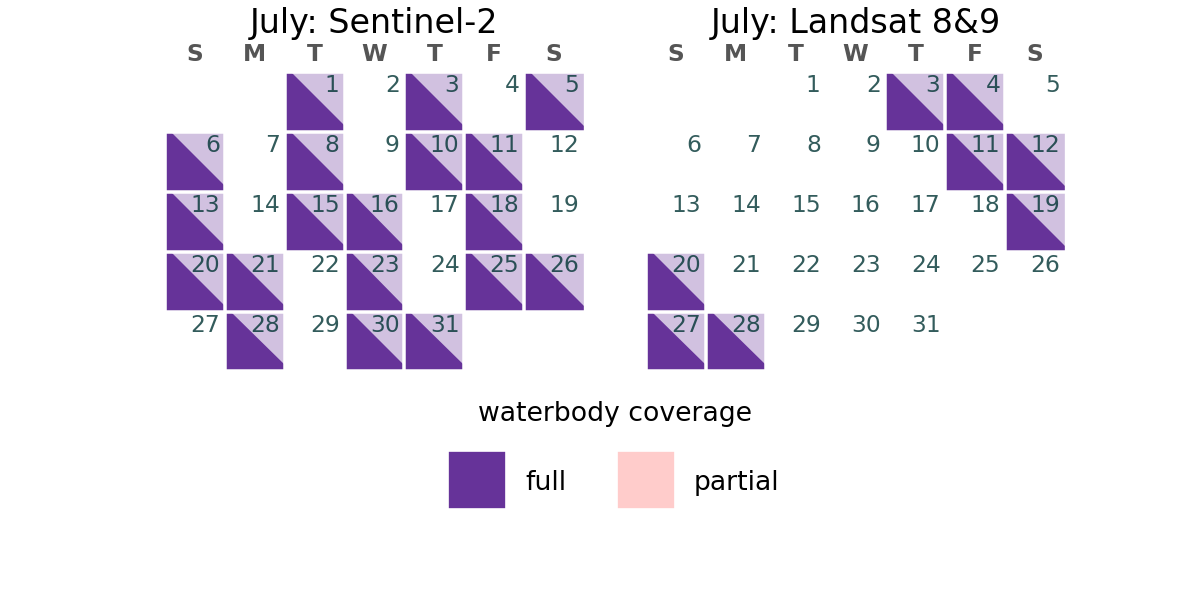 July: Sentinel-2
S M T W T F S
1 2 3 4 5
6 7 8 9 10 11 12
13 14 15 16 17 18 19
20 21 22 23 24 25 26
27 28 29 30 31
July: Landsat 8&9
S M T W T F S
1 2 3 4 5
6 7 8 9 10 11 12
13 14 15 16 17 18 19
20 21 22 23 24 25 26
27 28 29 30 31
waterbody coverage
full
partial